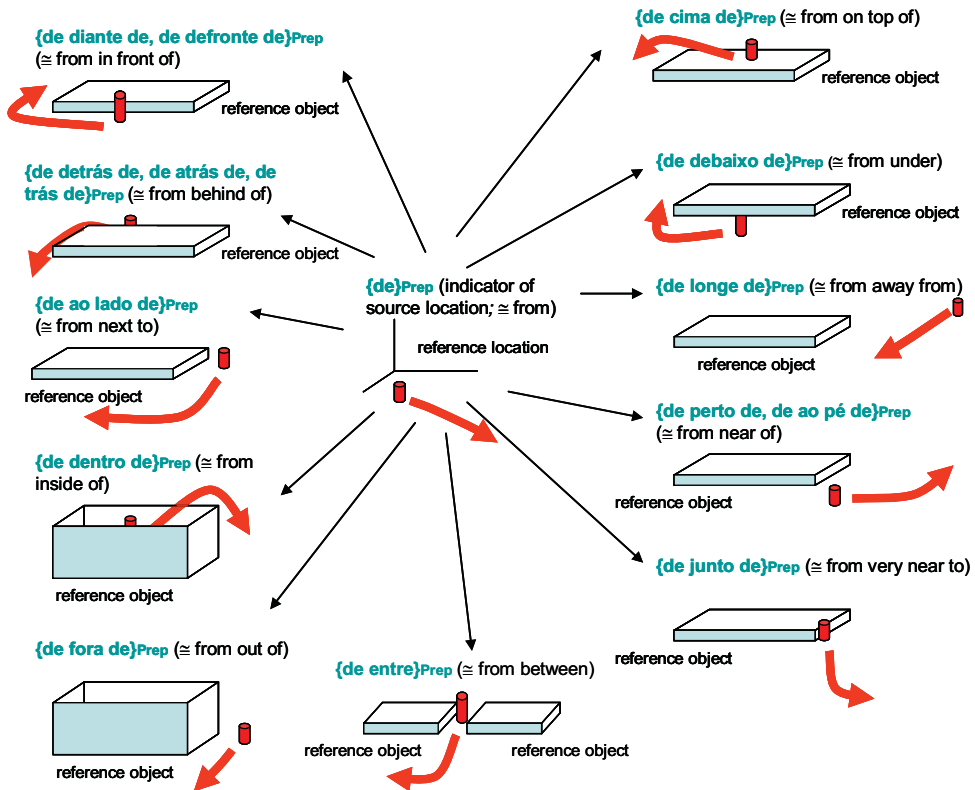 {de diante de, de defronte de}Prep
(≅ from in front of)
reference object
{de cima de}Prep (≅ from on top of)
reference object
{de detrás de, de atrás de, de
trás de}Prep (≅ from behind of)
reference object
{de debaixo de}Prep (≅ from under)
reference object
{de}Prep (indicator of
source location; ≅ from)
reference location
{de ao lado de}Prep
(≅ from next to)
reference object
{de longe de}Prep (≅ from away from)
reference object
{de perto de, de ao pé de}Prep
(≅ from near of)
reference object
{de dentro de}Prep (≅ from
inside of)
reference object
{de junto de}Prep (≅ from very near to)
reference object
{de fora de}Prep (≅ from out of)
reference object
{de entre}Prep (≅ from between)
reference object
reference object